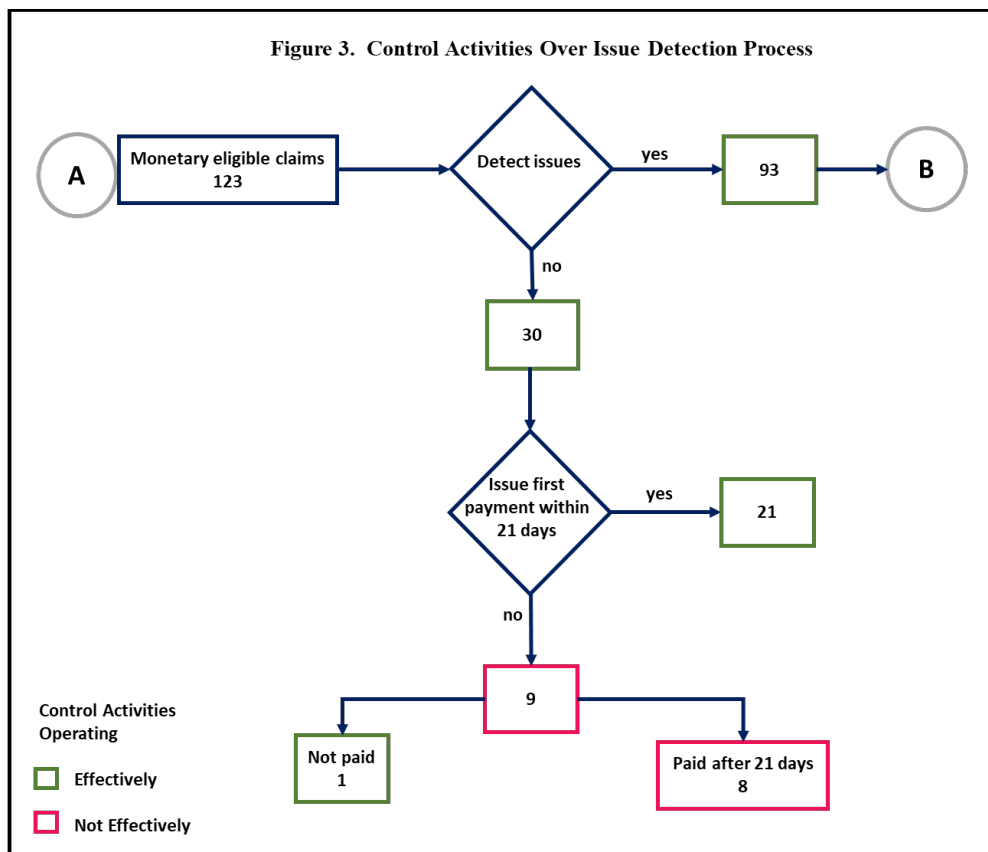 Figure 3.  Control Activities Over Issue Detection Process
A
Monetary eligible claims
123
Detect issues
yes
93
B
no
30
Issue first
payment within
21 days
yes
21
no
9
Not paid
1
Paid after 21 days
8
Control Activities
Operating
Effectively
Not Effectively